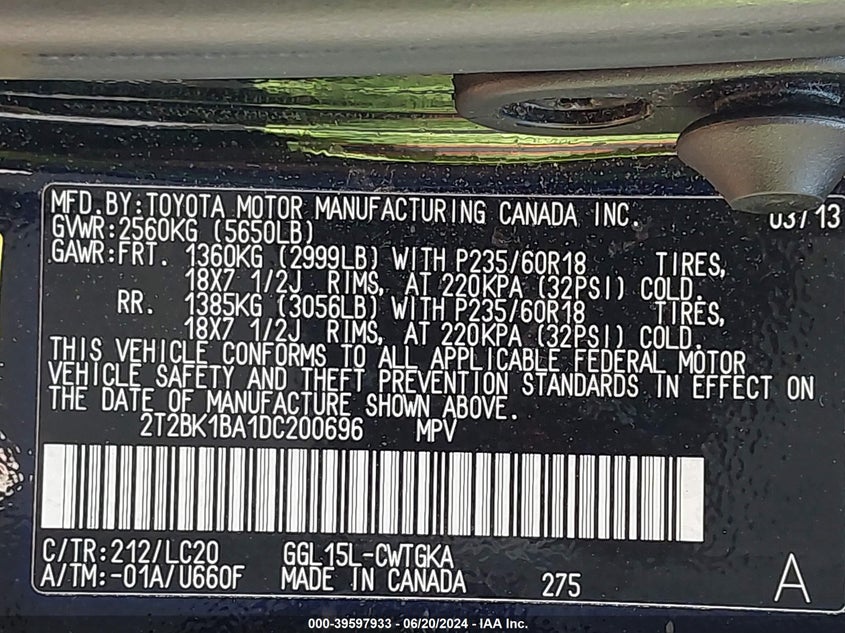 MFD.BY:TOYOTA MOTOR MANUFACTURING CANADA INC. 03/13
GVWR:2560KG (5650LB)
GAWR:FRT. 1360KG (2999LB) WITH P235/60R18 TIRES,
18X7 1/2J RIMS, AT 220KPA (32PSI) COLD.
RR. 1385KG (3056LB) WITH P235/60R18 TIRES,
18X7 1/2J RIMS, AT 220KPA (32PSI) COLD.
THIS VEHICLE CONFORMS TO ALL APPLICABLE FEDERAL MOTOR
VEHICLE SAFETY AND THEFT PREVENTION STANDARDS IN EFFECT ON
THE DATE OF MANUFACTURE SHOWN ABOVE.
2T2BK1BA1DC200696 MPV
C/TR:212/LC20 GGL15L-CWTGKA
A/TM:-01A/U660F MADE IN CANADA 275 A
000-39597933 - 06/20/2024 - IAA Inc.